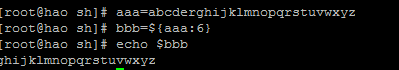 [root@hao sh]# aaa=abcderghijklmnopqrstuvwxyz
[root@hao sh]# bbb=${aaa:6}
[root@hao sh]# echo $bbb
ghijklmnopqrstuvwxyz